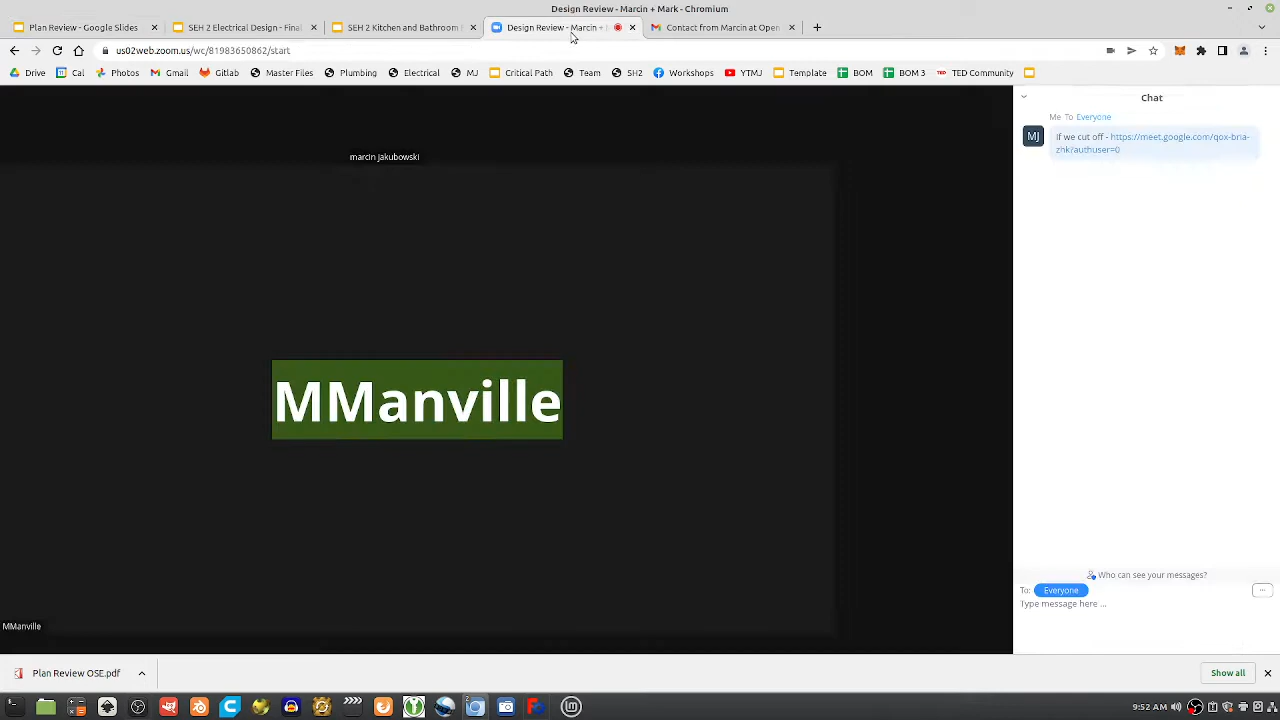 Design Review - Marcin + Mark - Chromium
Plan Review - Google Slides
SEH 2 Electrical Design - Final
SEH 2 Kitchen and Bathroom F
Design Review - Marcin +
Contact from Marcin at Open
us02web.zoom.us/wc/81983650862/start
Drive
Photos
Gmail
Gitlab
Master Files
Plumbing
Electrical
MJ
Critical Path
Team
SH2
Workshops
YTMJ
Template
BOM
BOM 3
TED Community
Chat
Me To Everyone
MJ
If we cut off - https://meet.google.com/qox-bria-
zhk?authuser=0
marcin jakubowski
MManville
MManville
Who can see your messages?
To: Everyone
Type message here ...
Plan Review OSE.pdf
Show all
9:52 AM